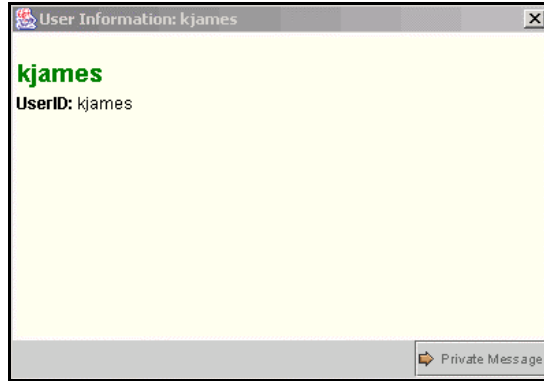 User Information: kjames
kjames
UserID: kjames
Private Message